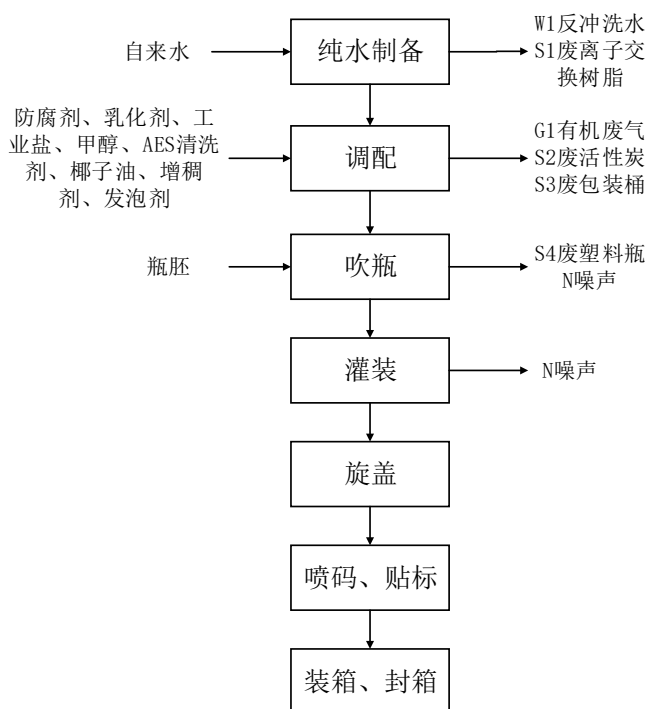 自来水
纯水制备
W1反冲洗水
S1废离子交
换树脂
防腐剂、乳化剂、工
业盐、甲醇、AES清洗
剂、椰子油、增稠
剂、发泡剂
调配
G1有机废气
S2废活性炭
S3废包装桶
瓶胚
吹瓶
S4废塑料瓶
N噪声
灌装
N噪声
旋盖
喷码、贴标
装箱、封箱